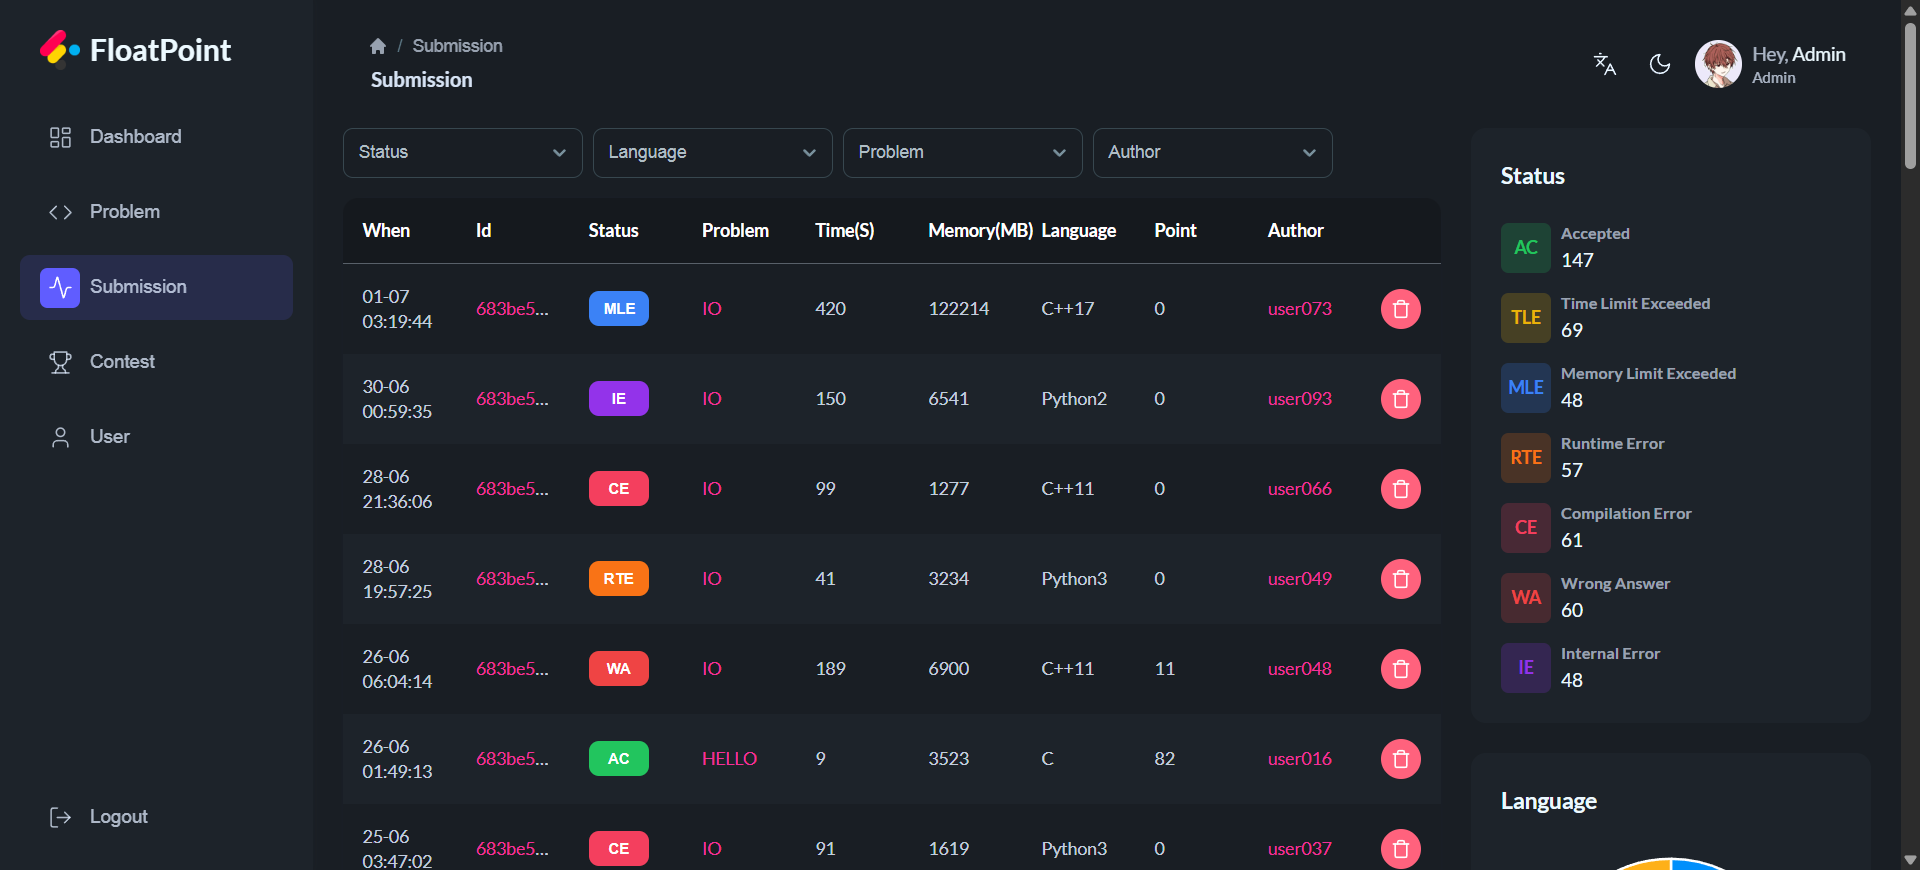 FloatPoint
Dashboard
Problem
Submission
Contest
User
Logout
/ Submission
Submission
Hey, Admin
Admin
Status
Language
Problem
Author
When Id Status Problem Time(S) Memory(MB) Language Point Author
01-07
03:19:44
683be5... MLE IO 420 122214 C++17 0 user073
30-06
00:59:35
683be5... IE IO 150 6541 Python2 0 user093
28-06
21:36:06
683be5... CE IO 99 1277 C++11 0 user066
28-06
19:57:25
683be5... RTE IO 41 3234 Python3 0 user049
26-06
06:04:14
683be5... WA IO 189 6900 C++11 11 user048
26-06
01:49:13
683be5... AC HELLO 9 3523 C 82 user016
25-06
03:47:02
683be5... CE IO 91 1619 Python3 0 user037
Status
AC
Accepted
147
TLE
Time Limit Exceeded
69
MLE
Memory Limit Exceeded
48
RTE
Runtime Error
57
CE
Compilation Error
61
WA
Wrong Answer
60
IE
Internal Error
48
Language